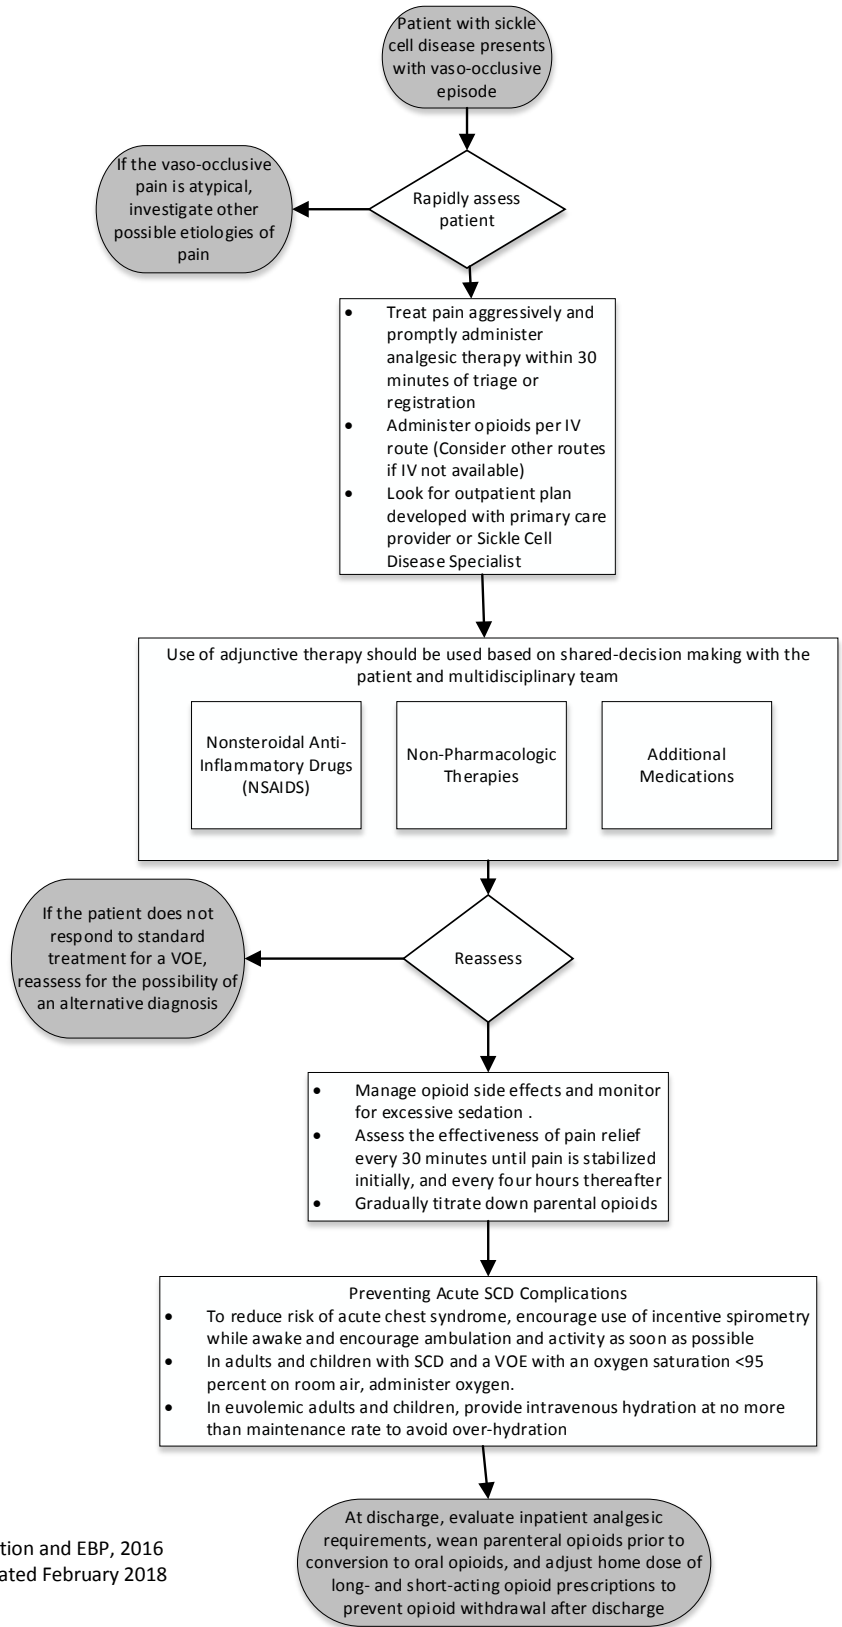 Patient with sickle
cell disease presents
with vaso-occlusive
episode
If the vaso-occlusive
pain is atypical,
investigate other
possible etiologies of
pain
Rapidly assess
patient
• Treat pain aggressively and
promptly administer
analgesic therapy within 30
minutes of triage or
registration
• Administer opioids per IV
route (Consider other routes
if IV not available)
• Look for outpatient plan
developed with primary care
provider or Sickle Cell
Disease Specialist
Use of adjunctive therapy should be used based on shared-decision making with the
patient and multidisciplinary team
Nonsteroidal Anti-
Inflammatory Drugs
(NSAIDS)
Non-Pharmacologic
Therapies
Additional
Medications
If the patient does not
respond to standard
treatment for a VOE,
reassess for the possibility of
an alternative diagnosis
Reassess
• Manage opioid side effects and monitor
for excessive sedation .
• Assess the effectiveness of pain relief
every 30 minutes until pain is stabilized
initially, and every four hours thereafter
• Gradually titrate down parental opioids
Preventing Acute SCD Complications
• To reduce risk of acute chest syndrome, encourage use of incentive spirometry
while awake and encourage ambulation and activity as soon as possible
• In adults and children with SCD and a VOE with an oxygen saturation <95
percent on room air, administer oxygen.
• In euvolemic adults and children, provide intravenous hydration at no more
than maintenance rate to avoid over-hydration
At discharge, evaluate inpatient analgesic
requirements, wean parenteral opioids prior to
conversion to oral opioids, and adjust home dose of
long- and short-acting opioid prescriptions to
prevent opioid withdrawal after discharge
tion and EBP, 2016
ated February 2018